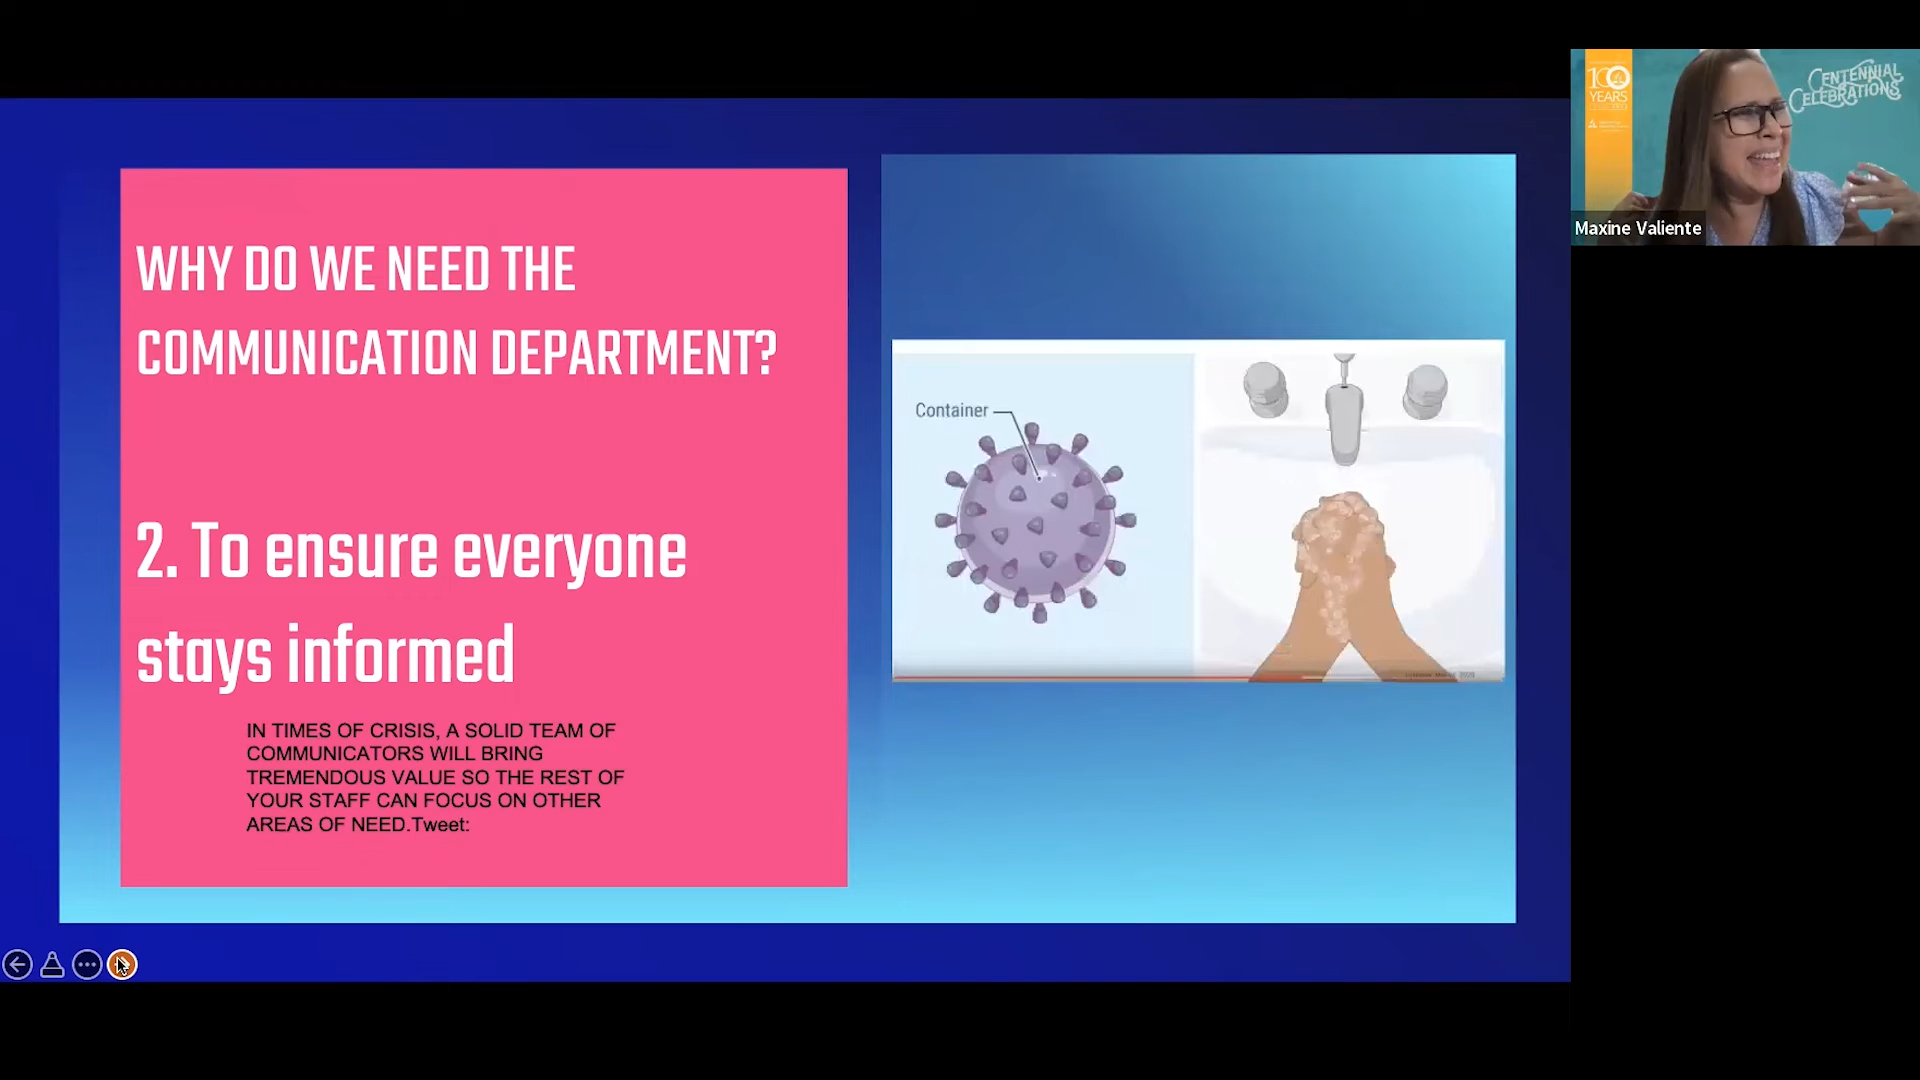 WHY DO WE NEED THE
COMMUNICATION DEPARTMENT?
2. To ensure everyone
stays informed
IN TIMES OF CRISIS, A SOLID TEAM OF
COMMUNICATORS WILL BRING
TREMENDOUS VALUE SO THE REST OF
YOUR STAFF CAN FOCUS ON OTHER
AREAS OF NEED.Tweet:
Container
100
YEARS
CENTENNIAL
CELEBRATIONS
Maxine Valiente